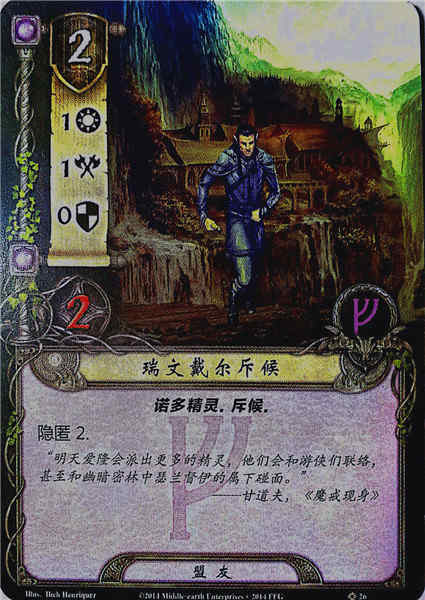 2
1
1
0
2
瑞文戴尔斥候
诺多精灵. 斥候.
隐匿 2.
“明天爱隆会派出更多的精灵，他们会和游侠们联络，
甚至和幽暗密林中瑟兰督伊的属下碰面。”
——甘道夫，《魔戒现身》
盟友
Illus. Ilich Henriquez ©2014 Middle-earth Enterprises • 2014 FFG 26